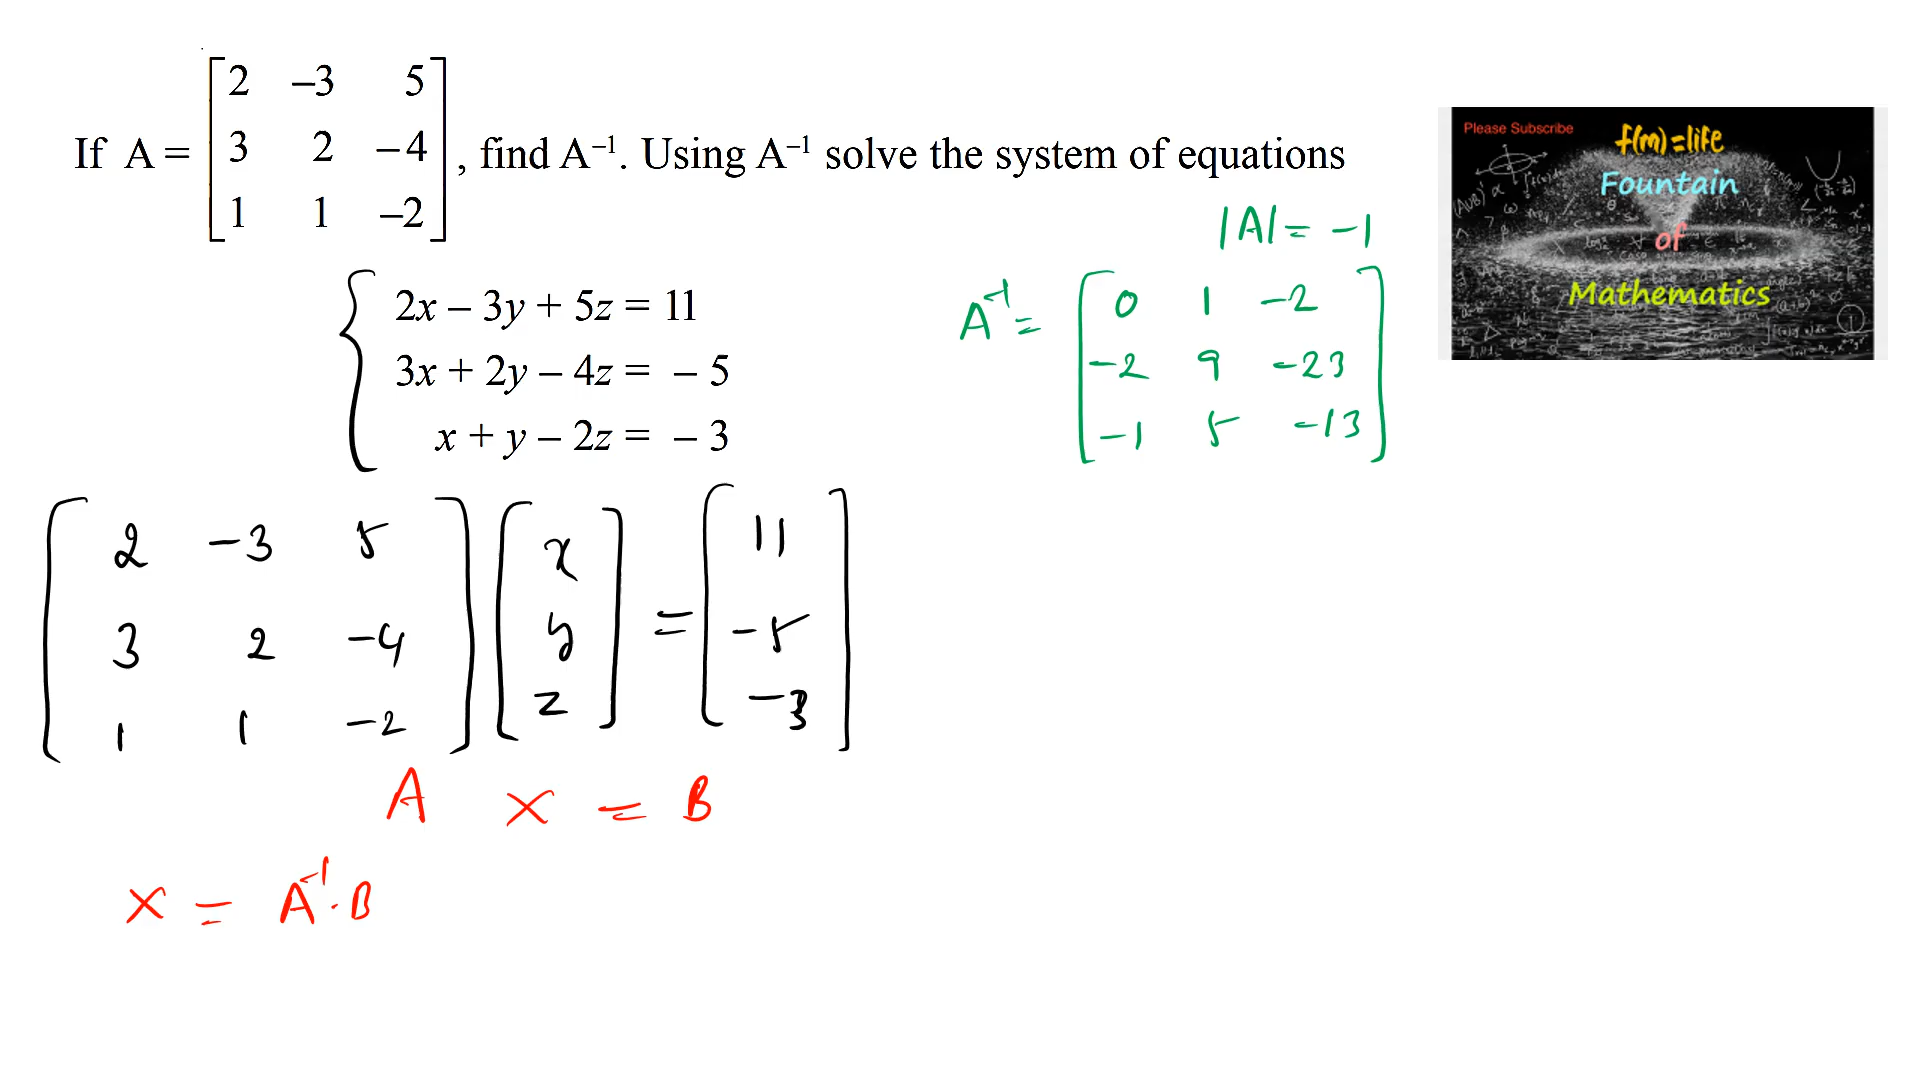 If A = [2 –3 5
3 2 –4
1 1 –2], find A⁻¹. Using A⁻¹ solve the system of equations
2x – 3y + 5z = 11
3x + 2y – 4z = – 5
x + y – 2z = – 3
|A| = -1
A⁻¹ = [0 1 -2
-2 9 -23
-1 5 -13]
Please Subscribe
f(m)=life
Fountain
of
Mathematics
[2 -3 5] [x] = [11]
[3 2 -4] [y] [-5]
[1 1 -2] [z] [-3]
A X = B
X = A⁻¹·B